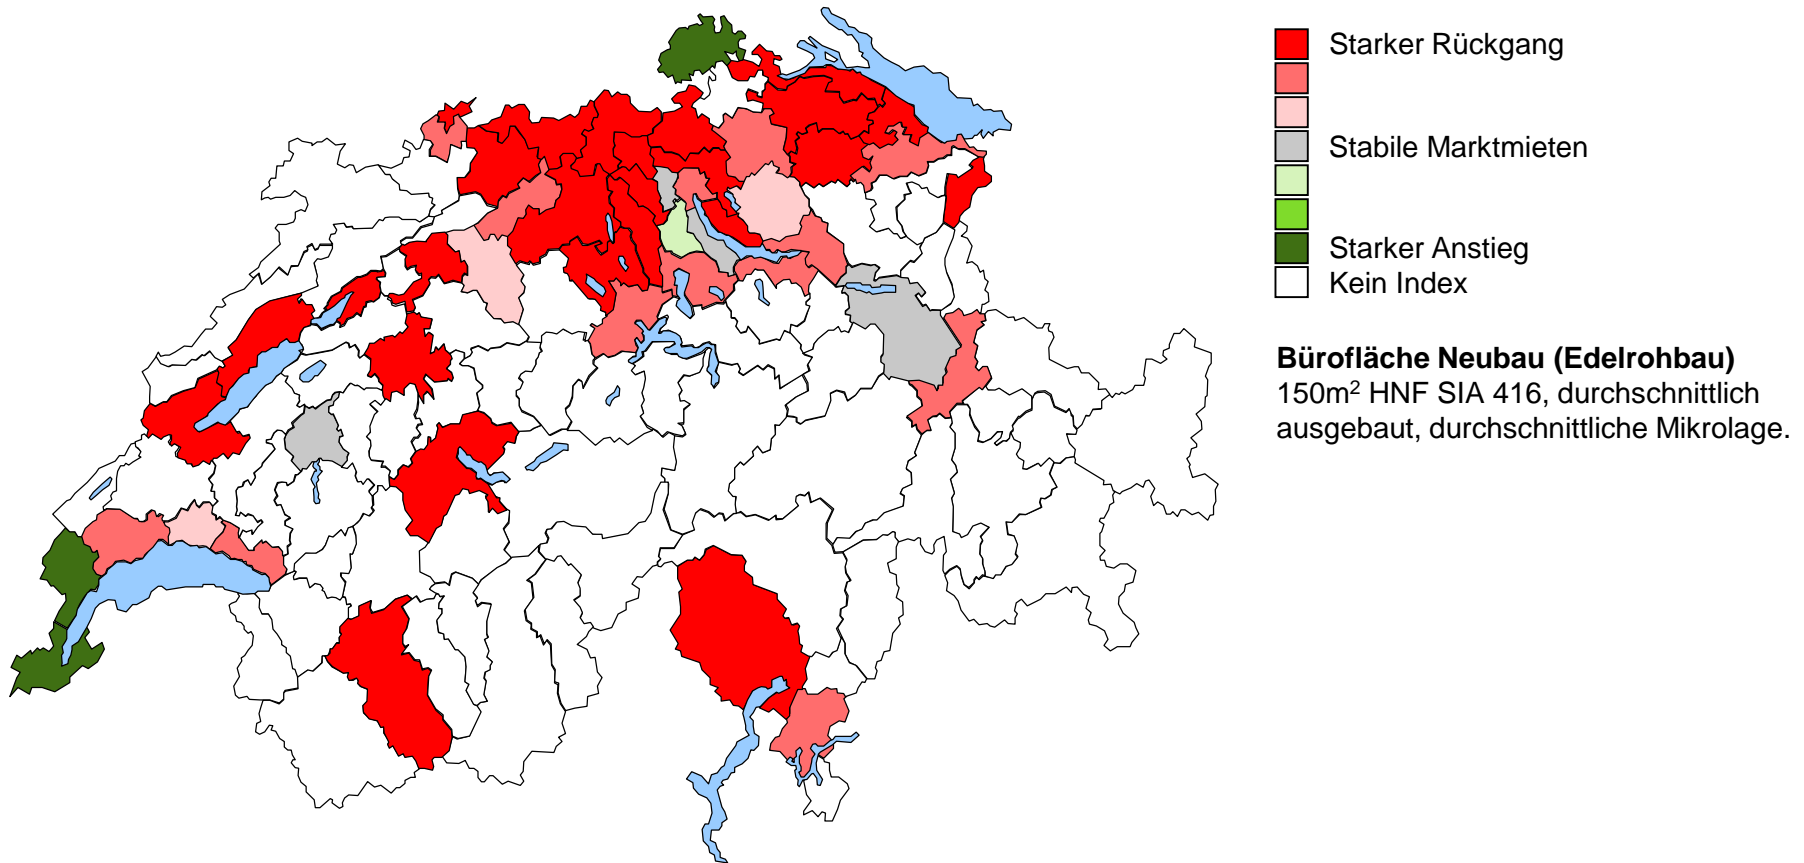 Starker Rückgang
Stabile Marktmieten
Starker Anstieg
Kein Index
Bürofläche Neubau (Edelrohbau)
150m² HNF SIA 416, durchschnittlich
ausgebaut, durchschnittliche Mikrolage.